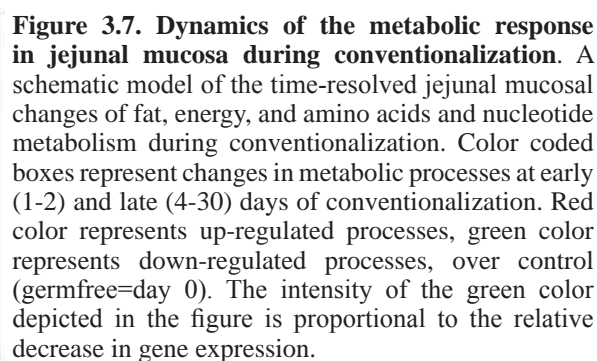 Figure 3.7. Dynamics of the metabolic response
in jejunal mucosa during conventionalization. A
schematic model of the time-resolved jejunal mucosal
changes of fat, energy, and amino acids and nucleotide
metabolism during conventionalization. Color coded
boxes represent changes in metabolic processes at early
(1-2) and late (4-30) days of conventionalization. Red
color represents up-regulated processes, green color
represents down-regulated processes, over control
(germfree=day 0). The intensity of the green color
depicted in the figure is proportional to the relative
decrease in gene expression.